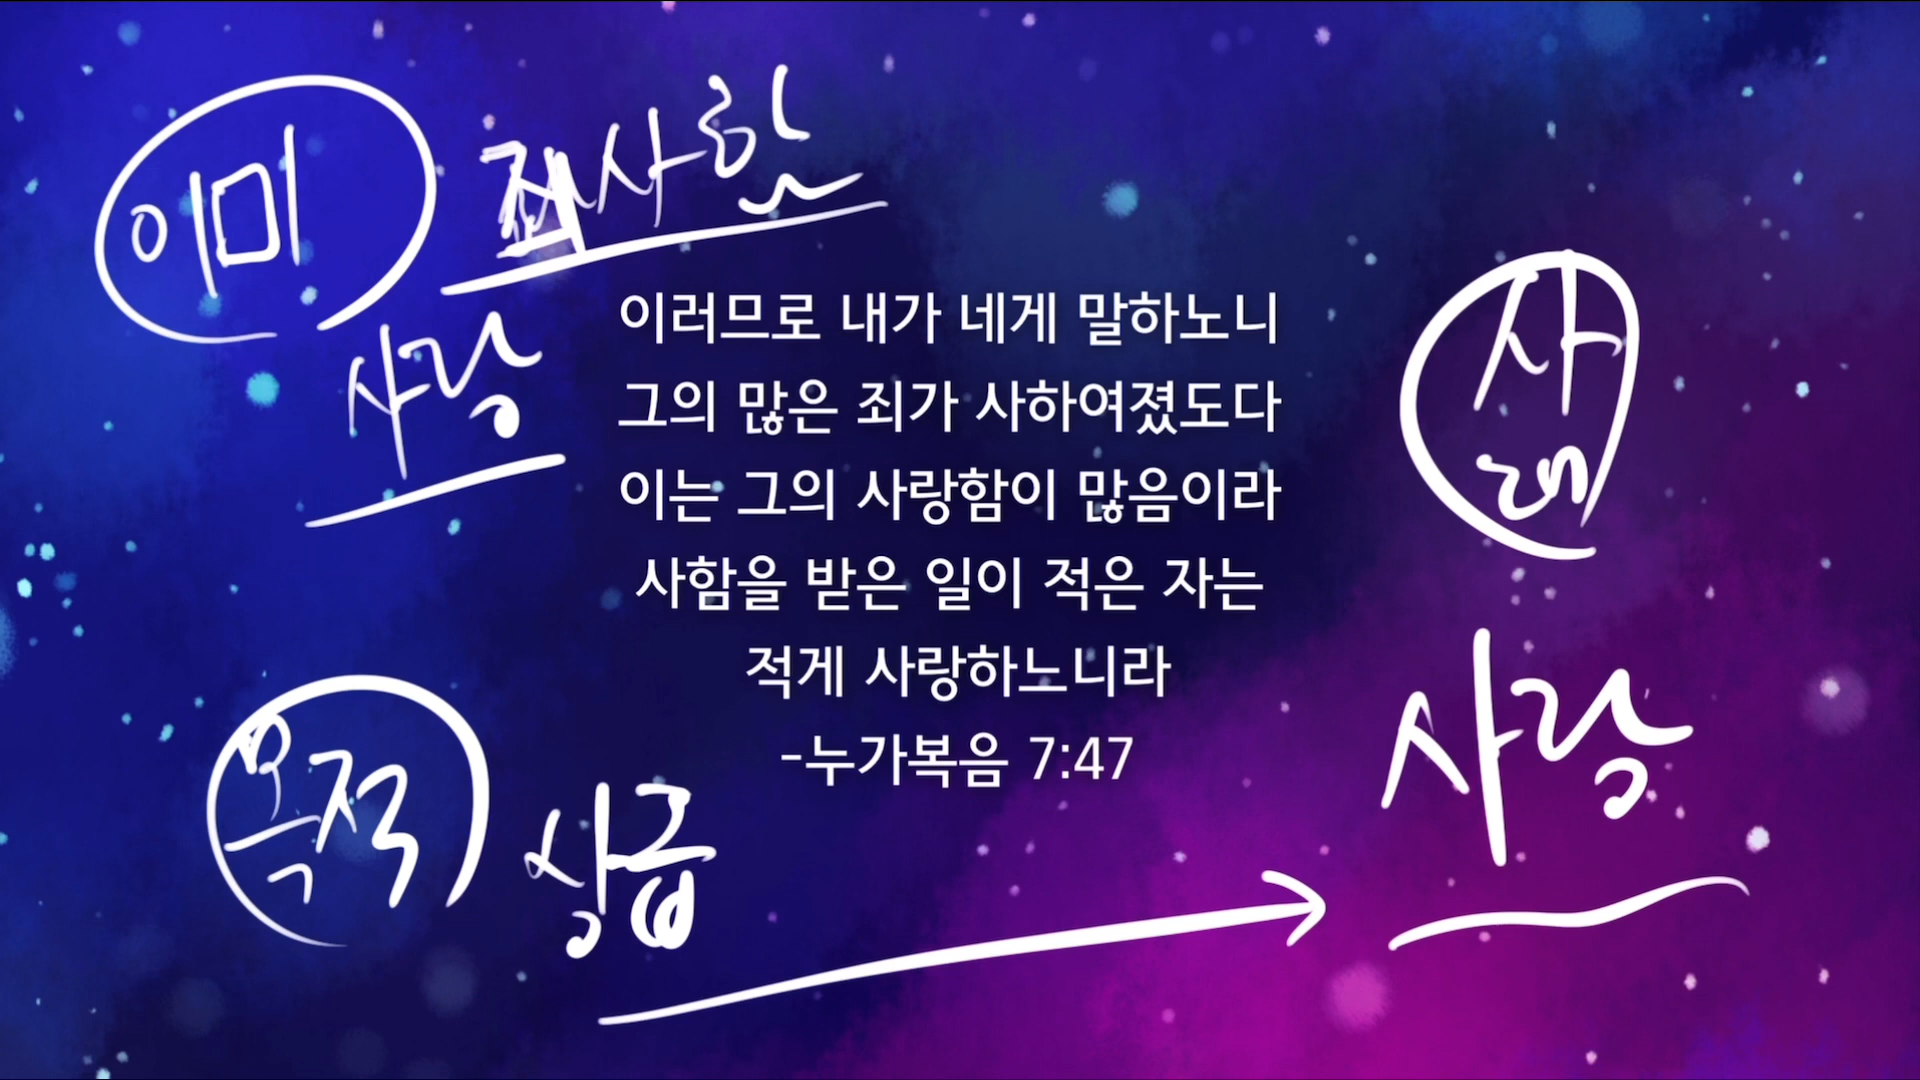 이미 죄사함
사랑
이러므로 내가 네게 말하노니
그의 많은 죄가 사하여졌도다
이는 그의 사랑함이 많음이라
사함을 받은 일이 적은 자는
적게 사랑하노니라
-누가복음 7:47
사랑
목적
상급